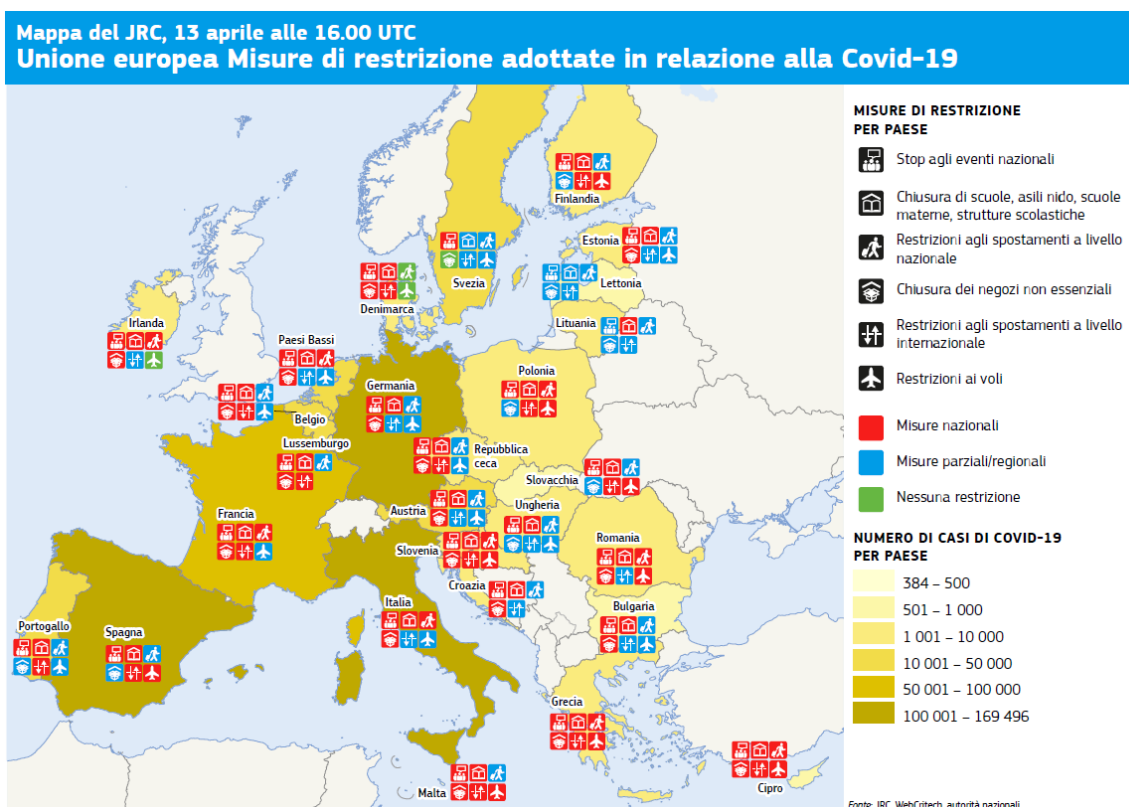 Mappa del JRC, 13 aprile alle 16.00 UTC
Unione europea Misure di restrizione adottate in relazione alla Covid-19
Finlandia
Estonia
Svezia
Lettonia
Denimarca
Irlanda
Lituania
Paesi Bassi
Polonia
Germania
Belgio
Lussemburgo
Repubblica
ceca
Slovacchia
Austria
Ungheria
Francia
Slovenia
Romania
Croazia
Italia
Bulgaria
Portogallo
Spagna
Grecia
Malta
Cipro
MISURE DI RESTRIZIONE
PER PAESE
Stop agli eventi nazionali
Chiusura di scuole, asili nido, scuole
materne, strutture scolastiche
Restrizioni agli spostamenti a livello
nazionale
Chiusura dei negozi non essenziali
Restrizioni agli spostamenti a livello
internazionale
Restrizioni ai voli
Misure nazionali
Misure parziali/regionali
Nessuna restrizione
NUMERO DI CASI DI COVID-19
PER PAESE
384 – 500
501 – 1 000
1 001 – 10 000
10 001 – 50 000
50 001 – 100 000
100 001 – 169 496
Fonte: JRC, WebCritech, autorità nazionali